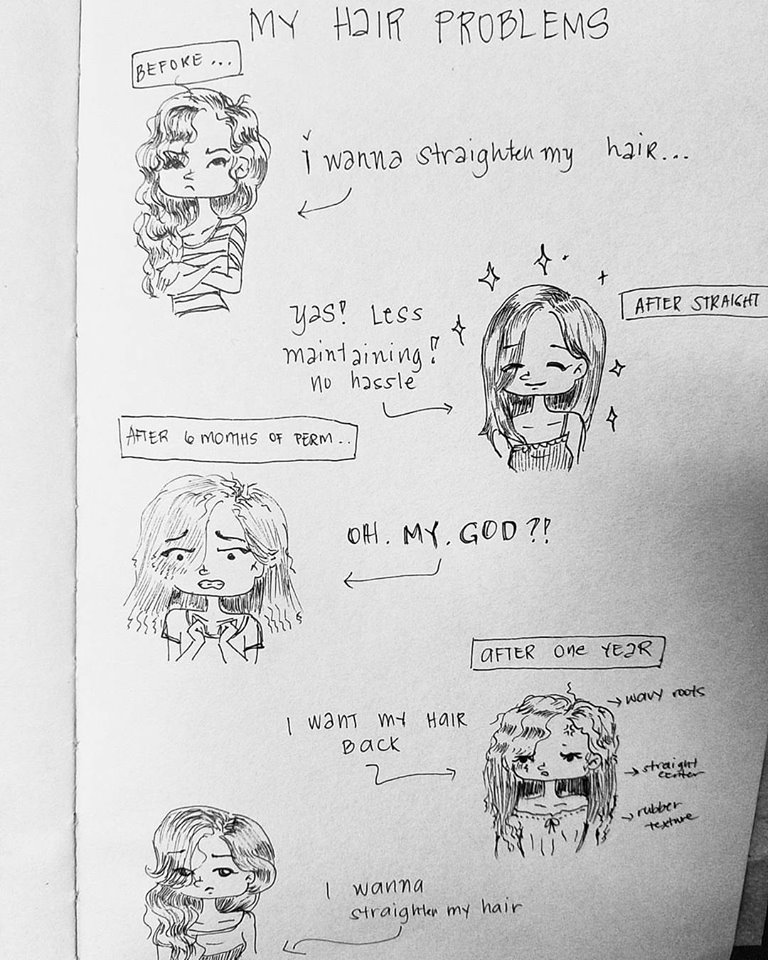 MY HAIR PROBLEMS
BEFORE...
i wanna straighten my hair...
AFTER STRAIGHT
YAS! LESS
maintaining!
no hassle
AFTER 6 MOMTHS OF PERM...
OH. MY. GOD?!
AFTER One YEAR
wavy roots
I WANT MY HAIR
BACK
straight
center
rubber
texture
I wanna
straighten my hair